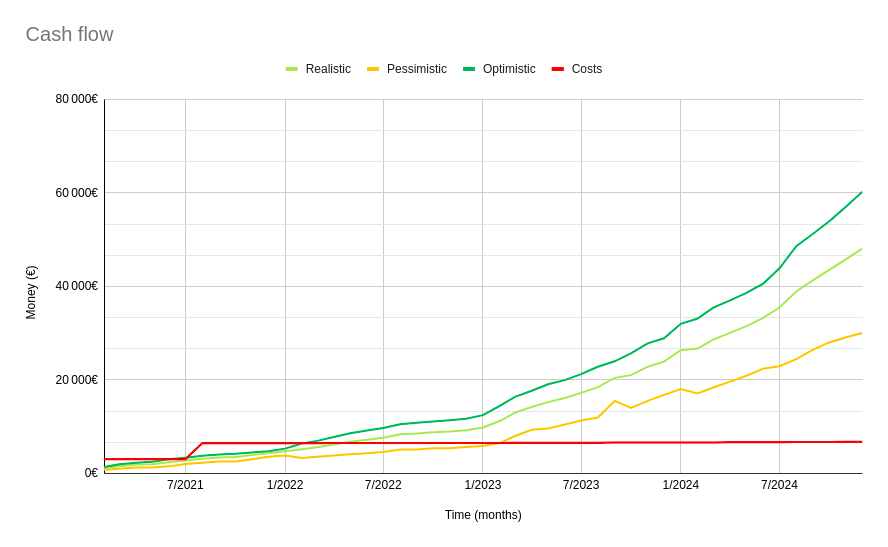 Cash flow
Realistic Pessimistic Optimistic Costs
80 000€
60 000€
40 000€
20 000€
0€
Money (€)
7/2021 1/2022 7/2022 1/2023 7/2023 1/2024 7/2024
Time (months)